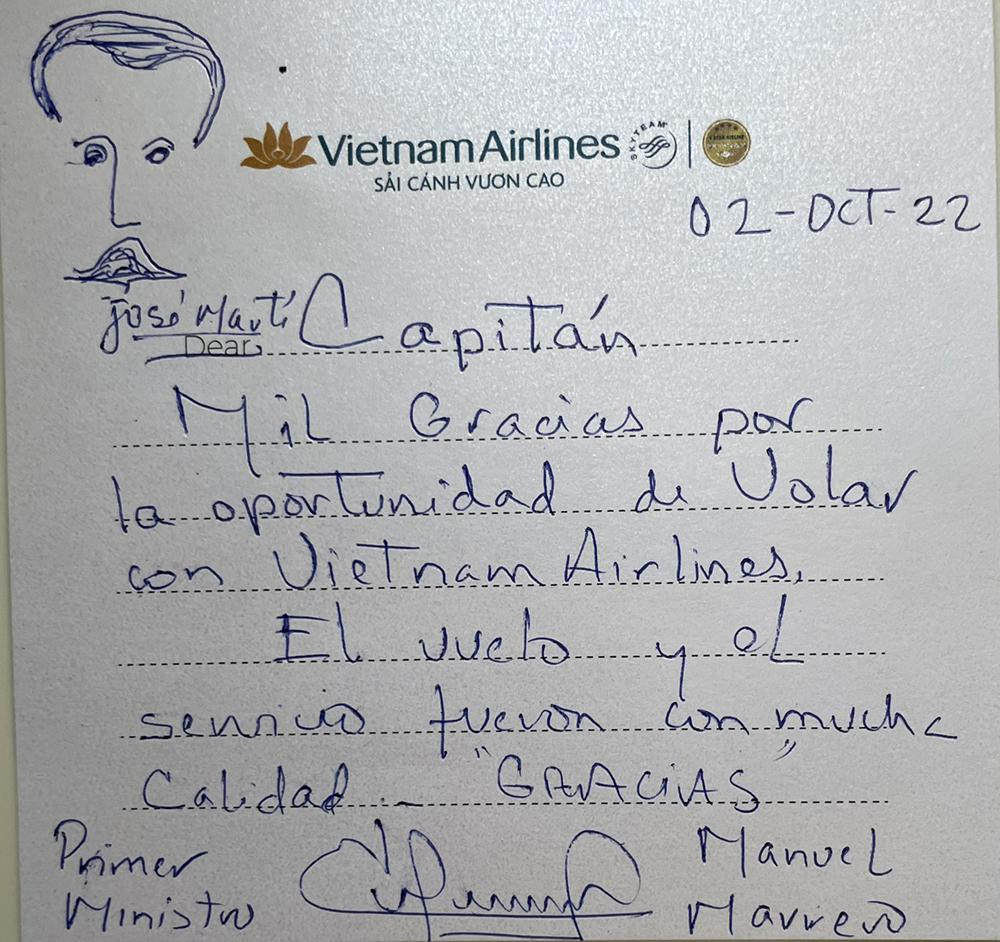 Vietnam Airlines SKYTEAM
SẢI CÁNH VƯƠN CAO
02-OCT-22
José Martí
Dear Capitán
Mil Gracias por
la oportunidad de Volar
con Vietnam Airlines.
El vuelo y el
servicio fueron con mucha
Calidad.- "GRACIAS"
Primer Manuel
Ministro Marrero